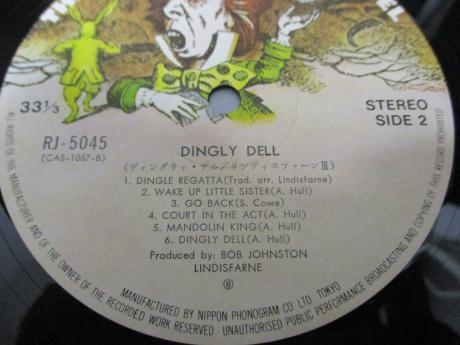 TH EL
33 1/3
STEREO
SIDE 2
RJ-5045
(CAS-1057-B)
DINGLY DELL
(ディングリィ・デル/リンディスファーンIII)
1. DINGLE REGATTA(Trad. arr. Lindisfarne)
2. WAKE UP LITTLE SISTER(A. Hull)
3. GO BACK(S. Cowe)
4. COURT IN THE ACT(A. Hull)
5. MANDOLIN KING(A. Hull)
6. DINGLY DELL(A. Hull)
Produced by: BOB JOHNSTON
LINDISFARNE
ALL RIGHTS OF THE MANUFACTURER AND OF THE OWNER OF THE RECORDED WORK RESERVED · UNAUTHORISED PUBLIC PERFORMANCE BROADCASTING AND COPYING OF THIS RECORD PROHIBITED
MANUFACTURED BY NIPPON PHONOGRAM CO LTD. TOKYO